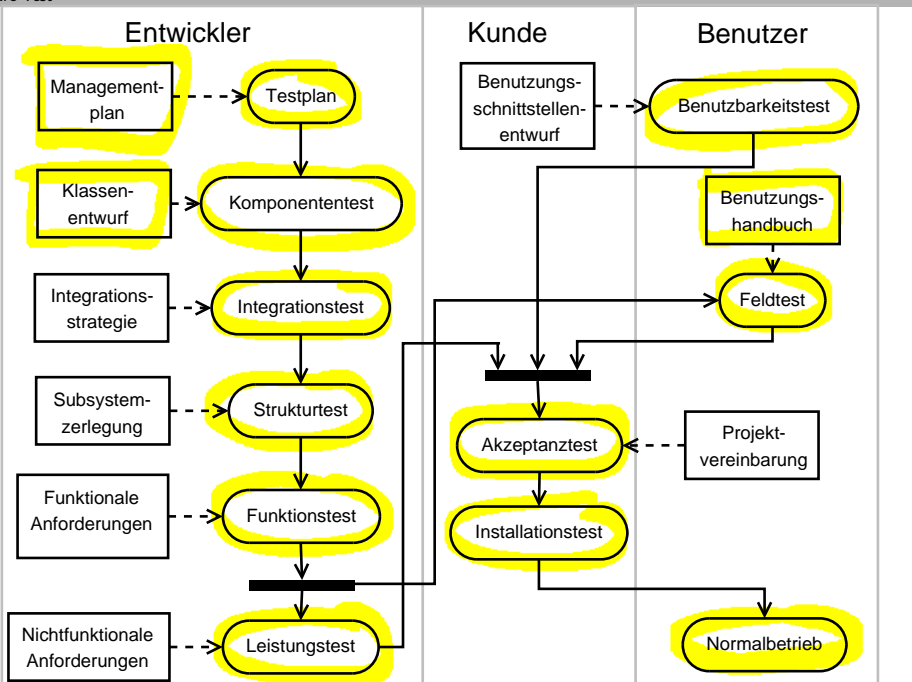 Entwickler
Kunde
Benutzer
Management-
plan
Testplan
Benutzungs-
schnittstellen-
entwurf
Benutzbarkeitstest
Klassen-
entwurf
Komponententest
Benutzungs-
handbuch
Integrations-
strategie
Integrationstest
Feldtest
Subsystem-
zerlegung
Strukturtest
Akzeptanztest
Projekt-
vereinbarung
Funktionale
Anforderungen
Funktionstest
Installationstest
Nichtfunktionale
Anforderungen
Leistungstest
Normalbetrieb